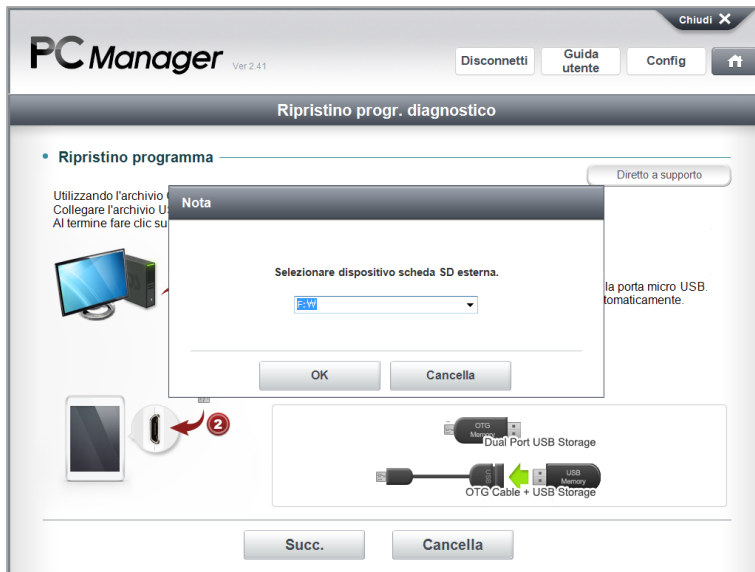 Chiudi X
PC Manager Ver 2.41
Disconnetti
Guida
utente
Config
Ripristino progr. diagnostico
• Ripristino programma
Diretto a supporto
Utilizzando l'archivio
Collegare l'archivio U
Al termine fare clic su
Nota
Selezionare dispositivo scheda SD esterna.
F:₩
la porta micro USB.
tomaticamente.
OK
Cancella
2
OTG
Memory
Dual Port USB Storage
USB
USB
Memory
OTG Cable + USB Storage
Succ.
Cancella